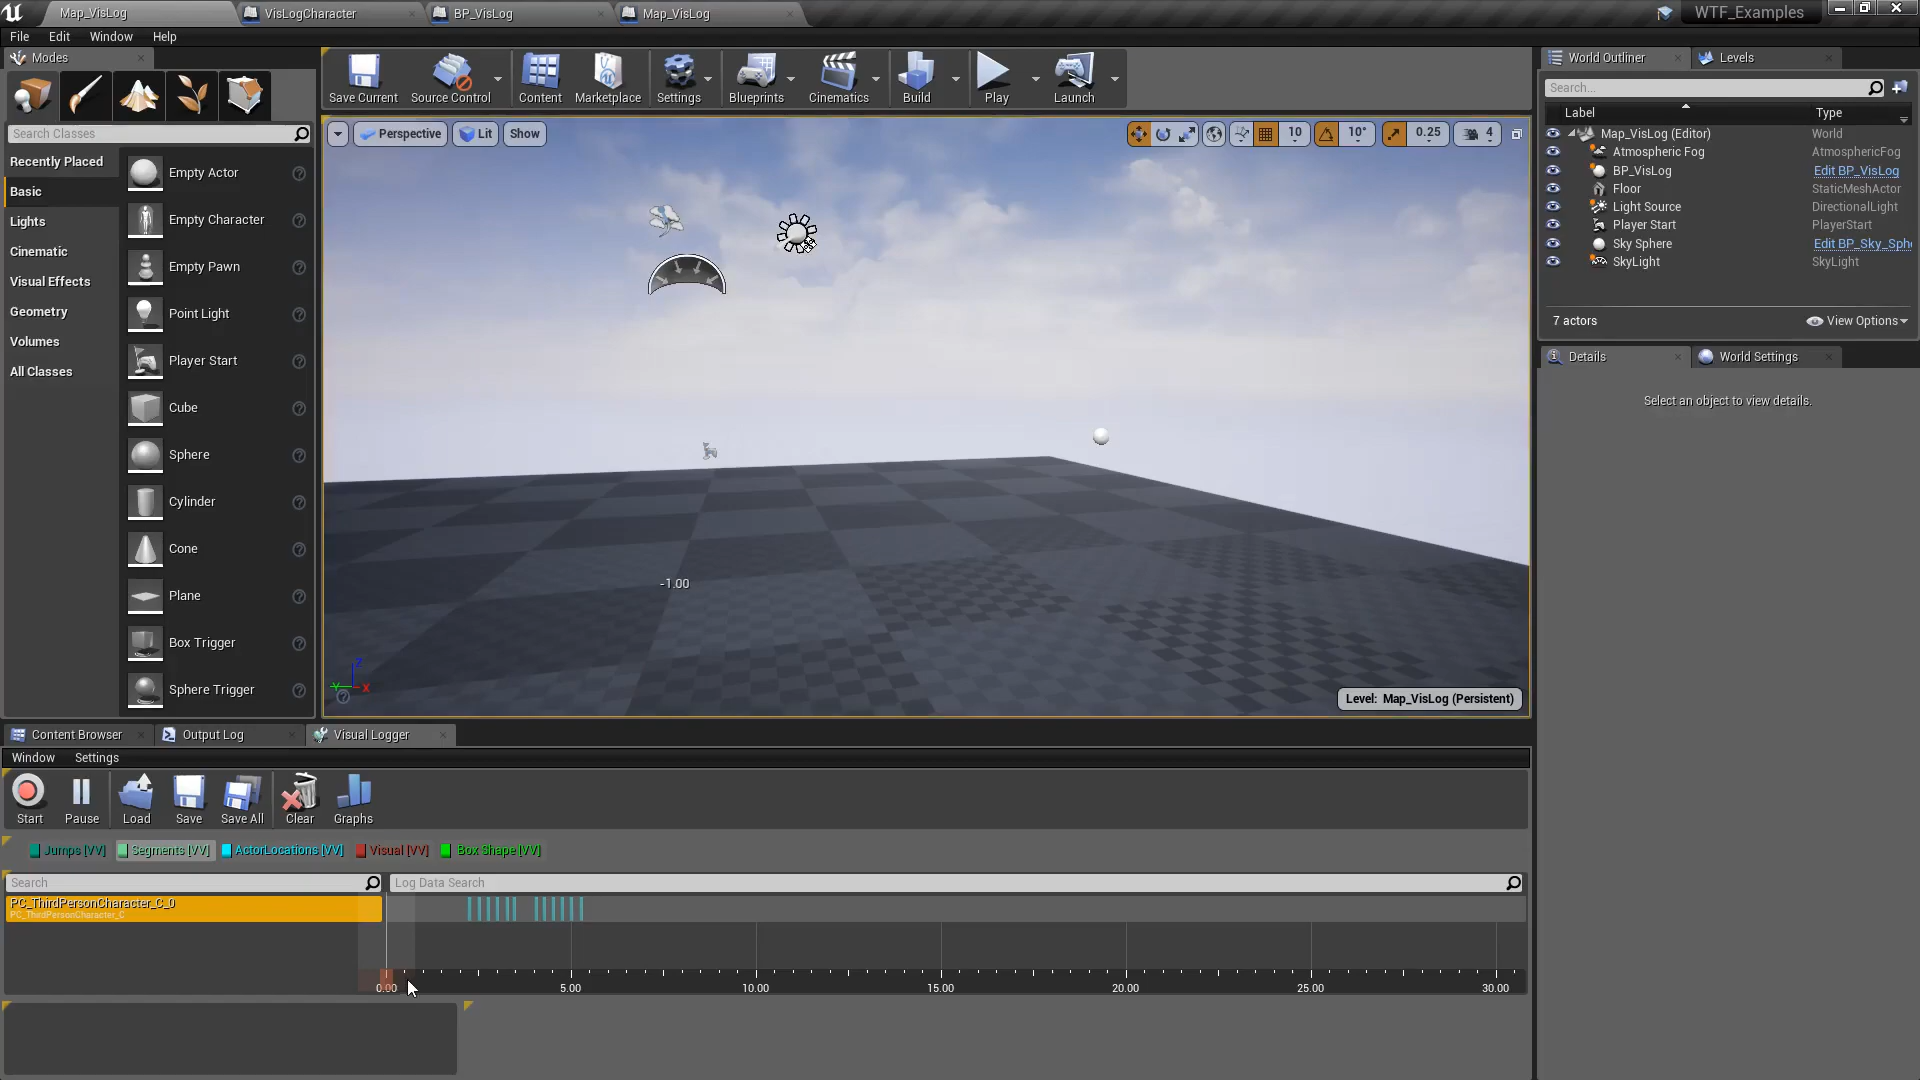 Map_VisLog
VisLogCharacter
BP_VisLog
Map_VisLog
WTF_Examples
File Edit Window Help
Modes
Save Current
Source Control
Content
Marketplace
Settings
Blueprints
Cinematics
Build
Play
Launch
Search Classes
Recently Placed
Basic
Lights
Cinematic
Visual Effects
Geometry
Volumes
All Classes
Empty Actor
Empty Character
Empty Pawn
Point Light
Player Start
Cube
Sphere
Cylinder
Cone
Plane
Box Trigger
Sphere Trigger
Perspective
Lit
Show
10
10°
0.25
4
-1.00
Z
Y
X
Level: Map_VisLog (Persistent)
World Outliner
Levels
Search...
Label Type
Map_VisLog (Editor) World
Atmospheric Fog AtmosphericFog
BP_VisLog Edit BP_VisLog
Floor StaticMeshActor
Light Source DirectionalLight
Player Start PlayerStart
Sky Sphere Edit BP_Sky_Sph
SkyLight SkyLight
7 actors
View Options
Details
World Settings
Select an object to view details.
Content Browser
Output Log
Visual Logger
Window Settings
Start
Pause
Load
Save
Save All
Clear
Graphs
Jumps [VV]
Segments [VV]
ActorLocations [VV]
Visual [VV]
Box Shape [VV]
Search
Log Data Search
PC_ThirdPersonCharacter_C_0
PC_ThirdPersonCharacter_C
0.00 5.00 10.00 15.00 20.00 25.00 30.00